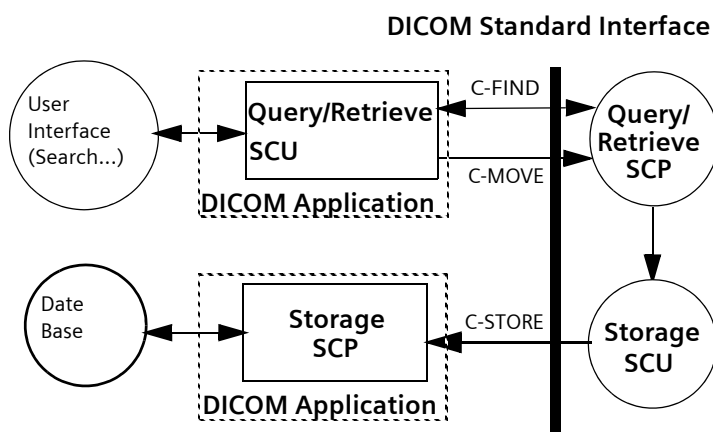 DICOM Standard Interface
User
Interface
(Search...)
Query/Retrieve
SCU
DICOM Application
C-FIND
C-MOVE
Query/
Retrieve
SCP
Date
Base
Storage
SCP
DICOM Application
C-STORE
Storage
SCU